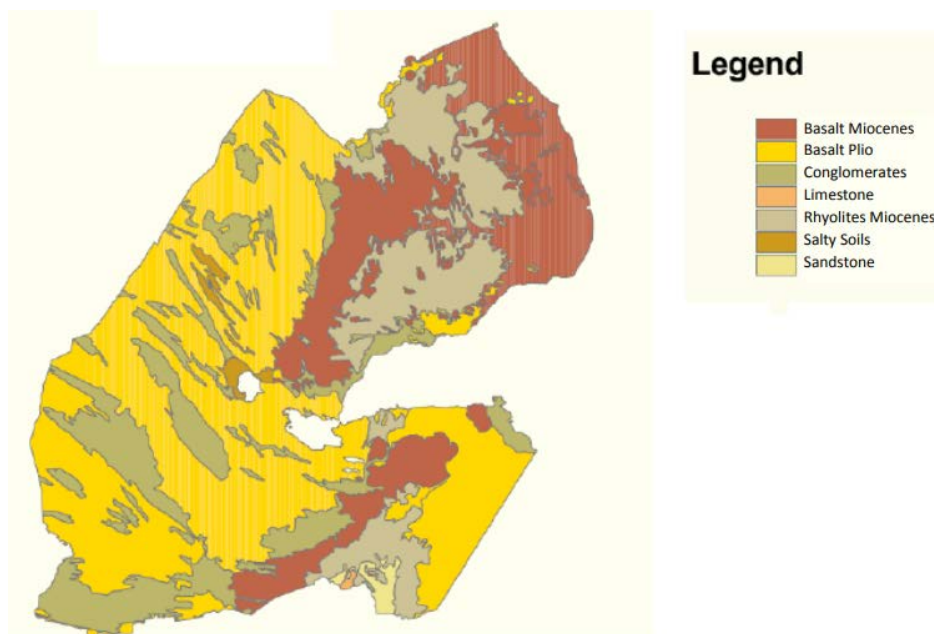 Legend
Basalt Miocenes
Basalt Plio
Conglomerates
Limestone
Rhyolites Miocenes
Salty Soils
Sandstone